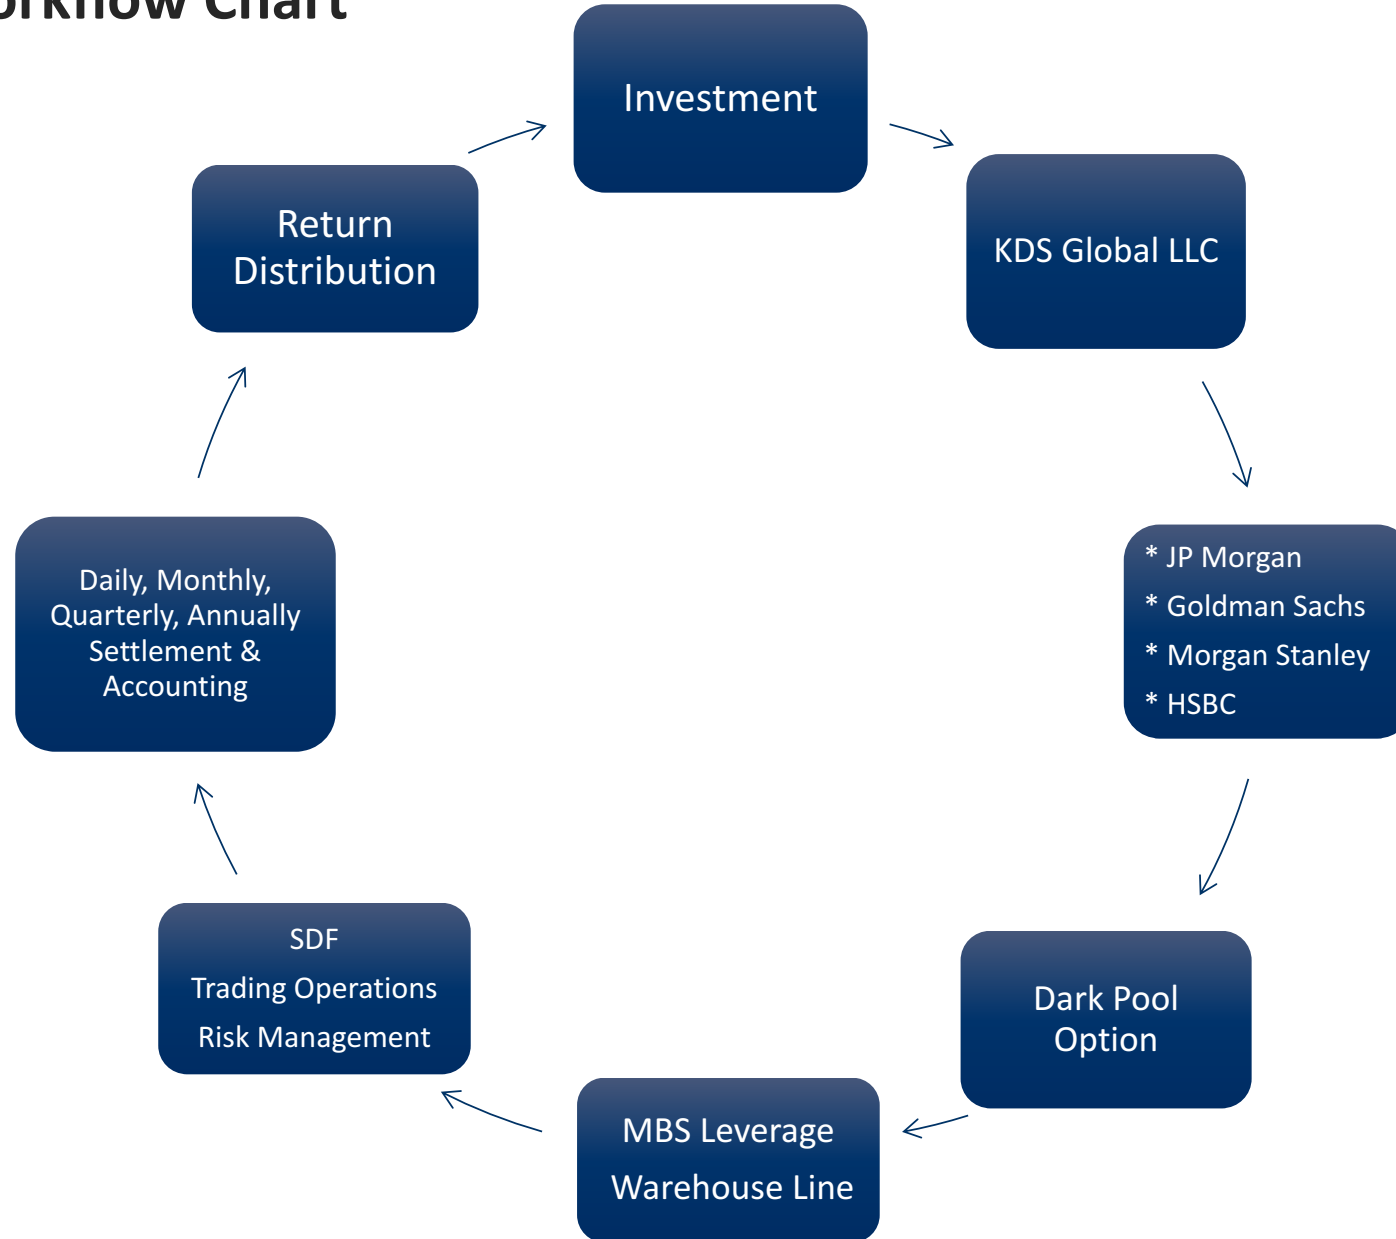 Chart
Investment
KDS Global LLC
* JP Morgan
* Goldman Sachs
* Morgan Stanley
* HSBC
Dark Pool
Option
MBS Leverage
Warehouse Line
SDF
Trading Operations
Risk Management
Daily, Monthly,
Quarterly, Annually
Settlement &
Accounting
Return
Distribution